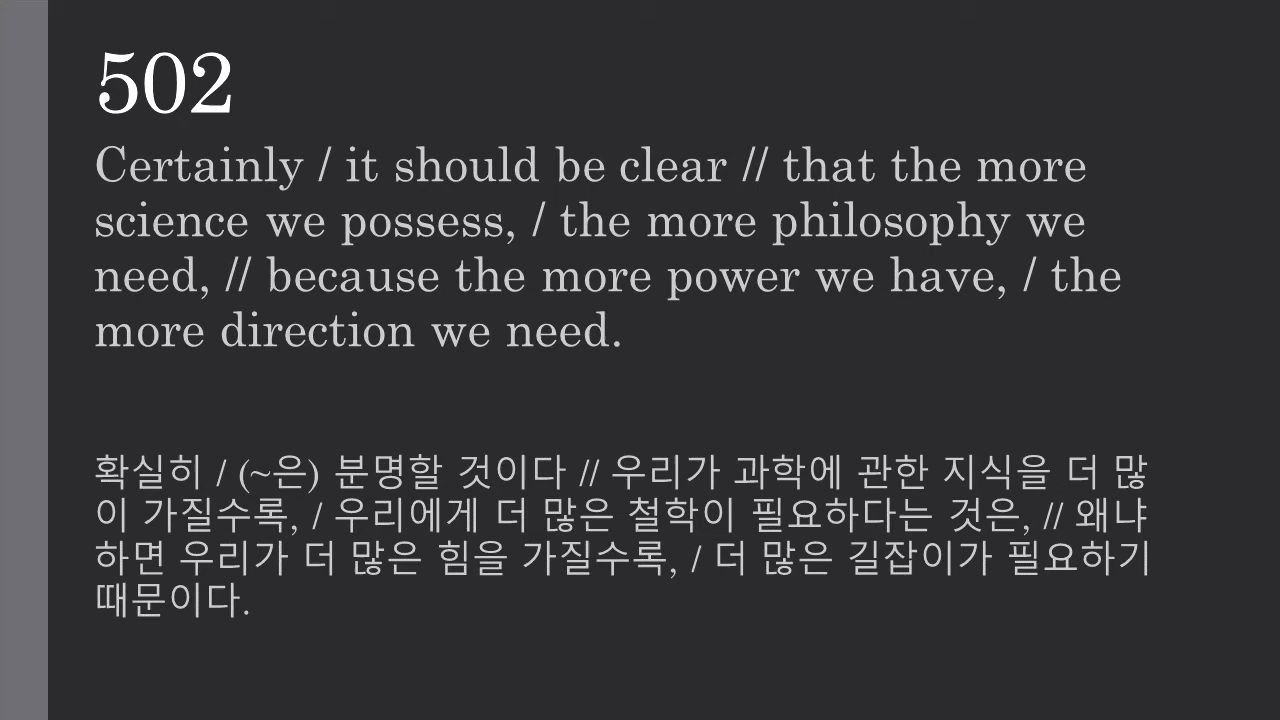 502
Certainly / it should be clear // that the more
science we possess, / the more philosophy we
need, // because the more power we have, / the
more direction we need.
확실히 / (~은) 분명할 것이다 // 우리가 과학에 관한 지식을 더 많
이 가질수록, / 우리에게 더 많은 철학이 필요하다는 것은, // 왜냐
하면 우리가 더 많은 힘을 가질수록, / 더 많은 길잡이가 필요하기
때문이다.